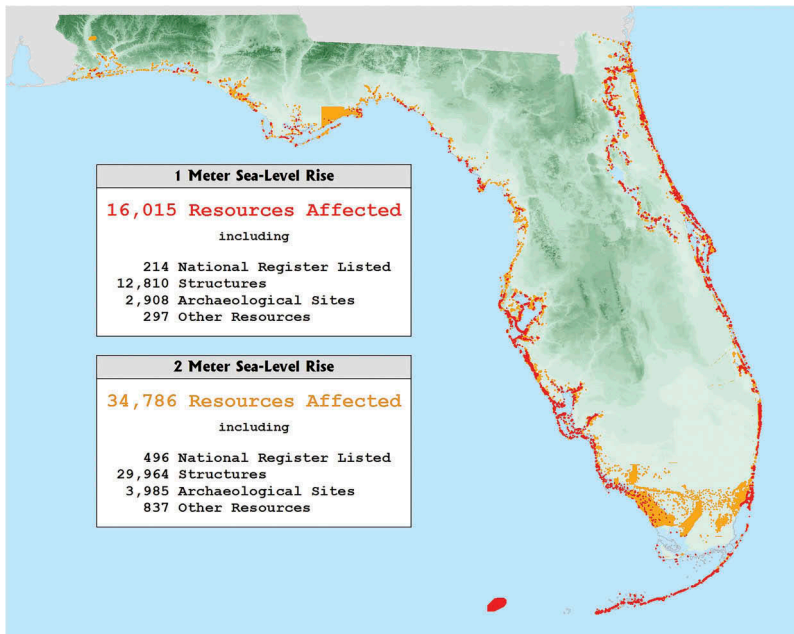 1 Meter Sea-Level Rise
16,015 Resources Affected
including
214 National Register Listed
12,810 Structures
2,908 Archaeological Sites
297 Other Resources
2 Meter Sea-Level Rise
34,786 Resources Affected
including
496 National Register Listed
29,964 Structures
3,985 Archaeological Sites
837 Other Resources